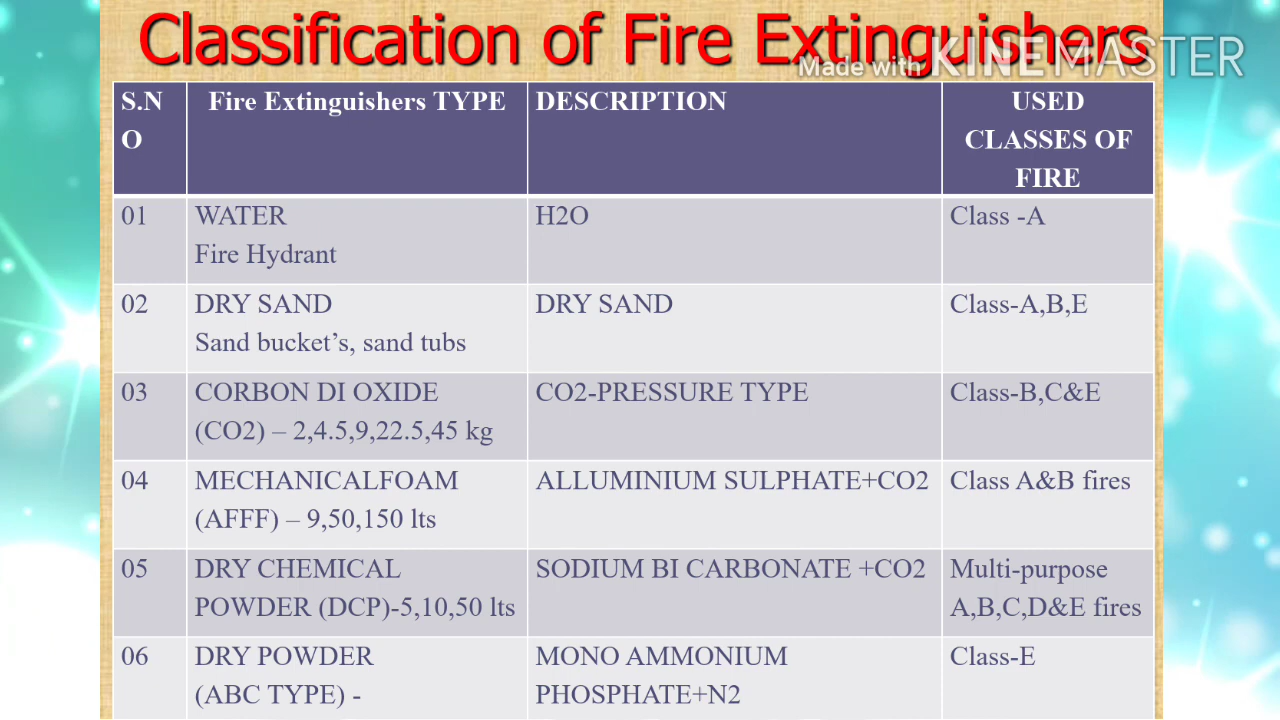 Classification of Fire Extinguishers
Made with KINEMASTER
S.N
O
Fire Extinguishers TYPE
DESCRIPTION
USED
CLASSES OF
FIRE
01
WATER
Fire Hydrant
H2O
Class -A
02
DRY SAND
Sand bucket’s, sand tubs
DRY SAND
Class-A,B,E
03
CORBON DI OXIDE
(CO2) – 2,4.5,9,22.5,45 kg
CO2-PRESSURE TYPE
Class-B,C&E
04
MECHANICALFOAM
(AFFF) – 9,50,150 lts
ALLUMINIUM SULPHATE+CO2
Class A&B fires
05
DRY CHEMICAL
POWDER (DCP)-5,10,50 lts
SODIUM BI CARBONATE +CO2
Multi-purpose
A,B,C,D&E fires
06
DRY POWDER
(ABC TYPE) -
MONO AMMONIUM
PHOSPHATE+N2
Class-E